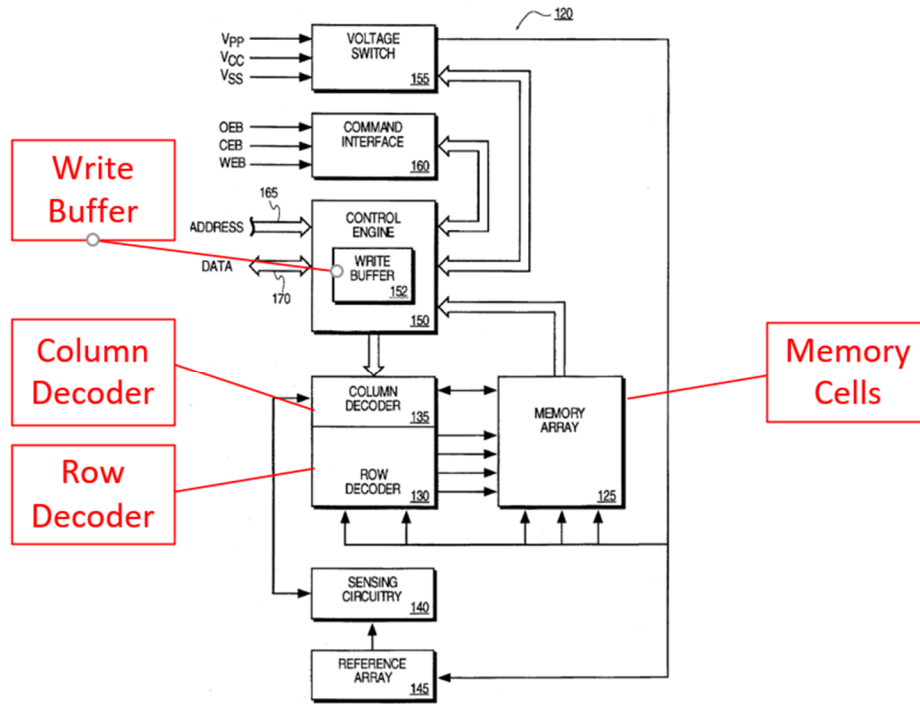 120
VPP
VCC
VSS
VOLTAGE
SWITCH
155
OEB
CEB
WEB
COMMAND
INTERFACE
160
Write
Buffer
165
ADDRESS
DATA
170
CONTROL
ENGINE
WRITE
BUFFER
152
150
Column
Decoder
COLUMN
DECODER
135
Row
Decoder
ROW
DECODER
130
MEMORY
ARRAY
125
Memory
Cells
SENSING
CIRCUITRY
140
REFERENCE
ARRAY
145